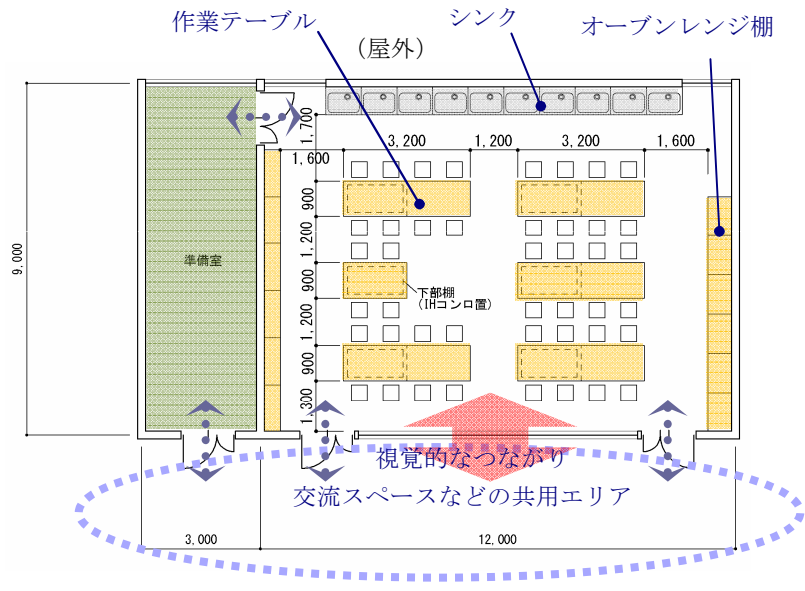 作業テーブル
シンク
オーブンレンジ棚
（屋外）
1,700
3,200
1,200
3,200
1,600
1,600
900
1,200
9,000
準備室
900
下部棚
（IHコンロ置）
1,200
900
1,300
視覚的なつながり
交流スペースなどの共用エリア
3,000
12,000